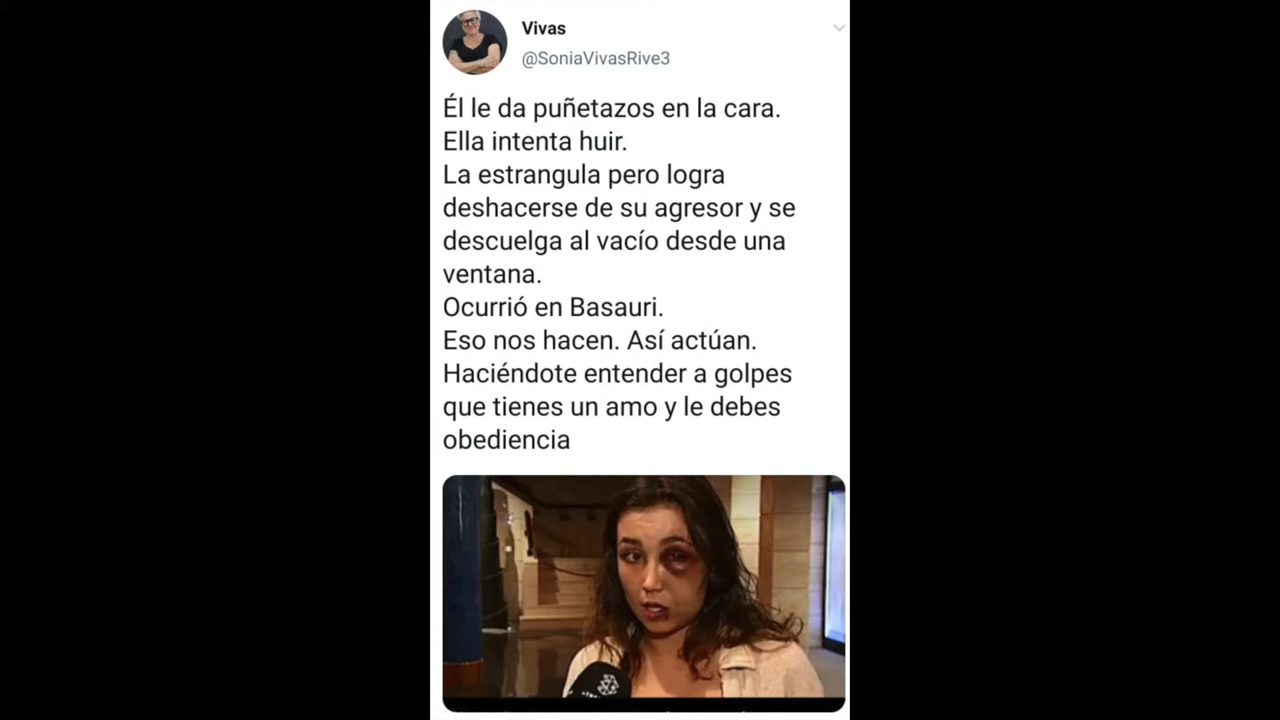 Vivas
@SoniaVivasRive3
Él le da puñetazos en la cara.
Ella intenta huir.
La estrangula pero logra
deshacerse de su agresor y se
descuelga al vacío desde una
ventana.
Ocurrió en Basauri.
Eso nos hacen. Así actúan.
Haciéndote entender a golpes
que tienes un amo y le debes
obediencia